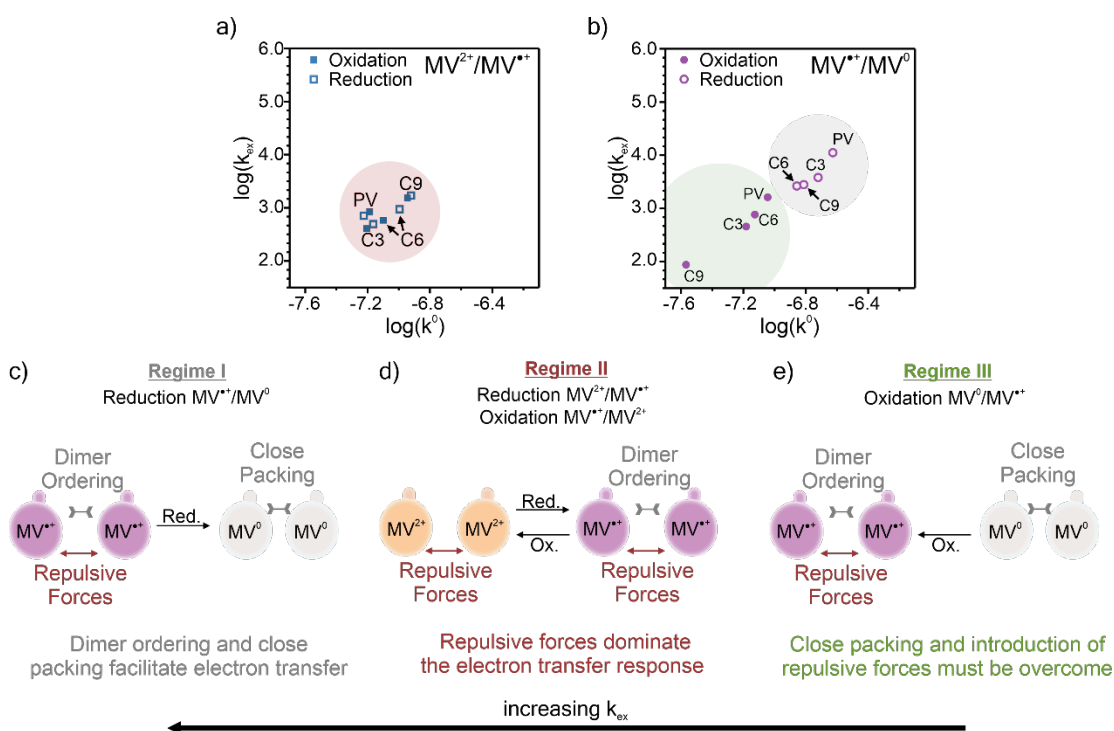 a)
Oxidation
Reduction
MV²⁺/MV•⁺
PV
C9
C3
C6
6.0
5.0
4.0
3.0
2.0
log(kₑₓ)
-7.6 -7.2 -6.8 -6.4
log(k⁰)
b)
Oxidation
Reduction
MV•⁺/MV⁰
PV
C6
C3
C9
PV
C3
C6
C9
6.0
5.0
4.0
3.0
2.0
log(kₑₓ)
-7.6 -7.2 -6.8 -6.4
log(k⁰)
c)
Regime I
Reduction MV•⁺/MV⁰
Dimer
Ordering
Close
Packing
MV•⁺ MV•⁺
Red.
MV⁰ MV⁰
Repulsive
Forces
Dimer ordering and close
packing facilitate electron transfer
d)
Regime II
Reduction MV²⁺/MV•⁺
Oxidation MV•⁺/MV²⁺
Dimer
Ordering
MV²⁺ MV²⁺
Red.
Ox.
MV•⁺ MV•⁺
Repulsive
Forces
Repulsive
Forces
Repulsive forces dominate
the electron transfer response
e)
Regime III
Oxidation MV⁰/MV•⁺
Dimer
Ordering
Close
Packing
MV•⁺ MV•⁺
Ox.
MV⁰ MV⁰
Repulsive
Forces
Close packing and introduction of
repulsive forces must be overcome
increasing kₑₓ